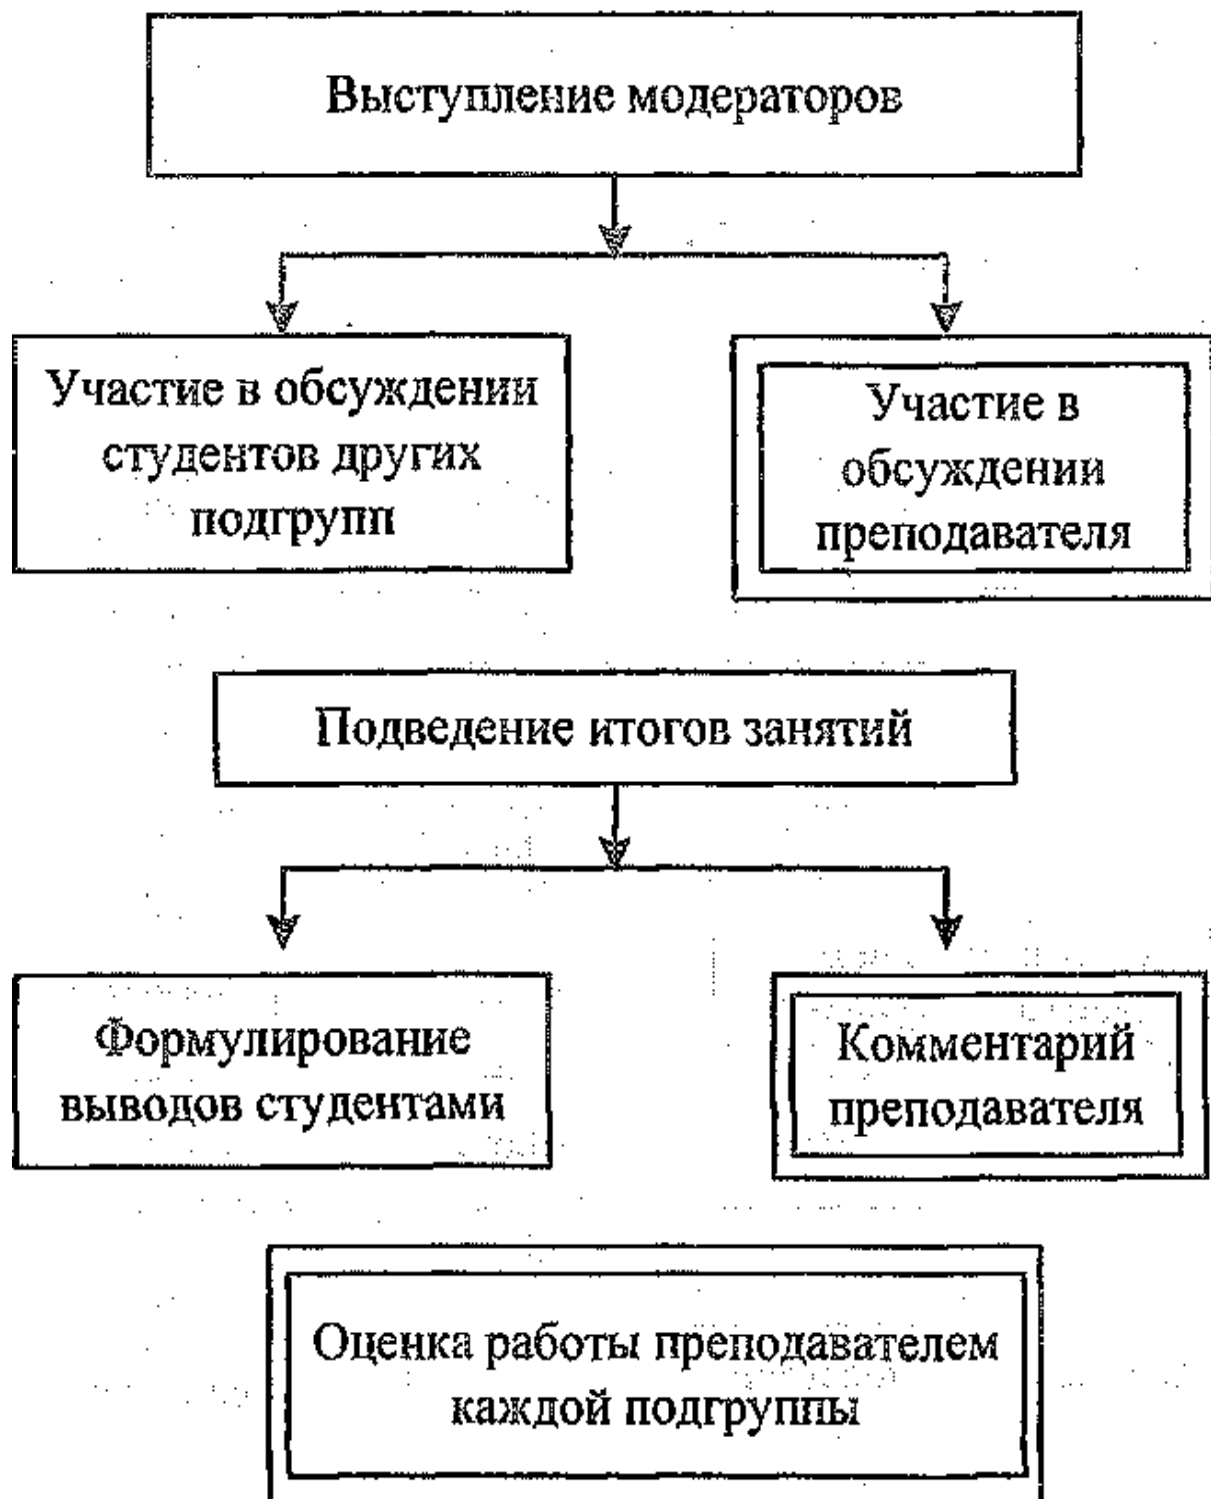 Выступление модераторов
Участие в обсуждении
студентов других
подгрупп
Участие в
обсуждении
преподавателя
Подведение итогов занятий
Формулирование
выводов студентами
Комментарий
преподавателя
Оценка работы преподавателем
каждой подгруппы